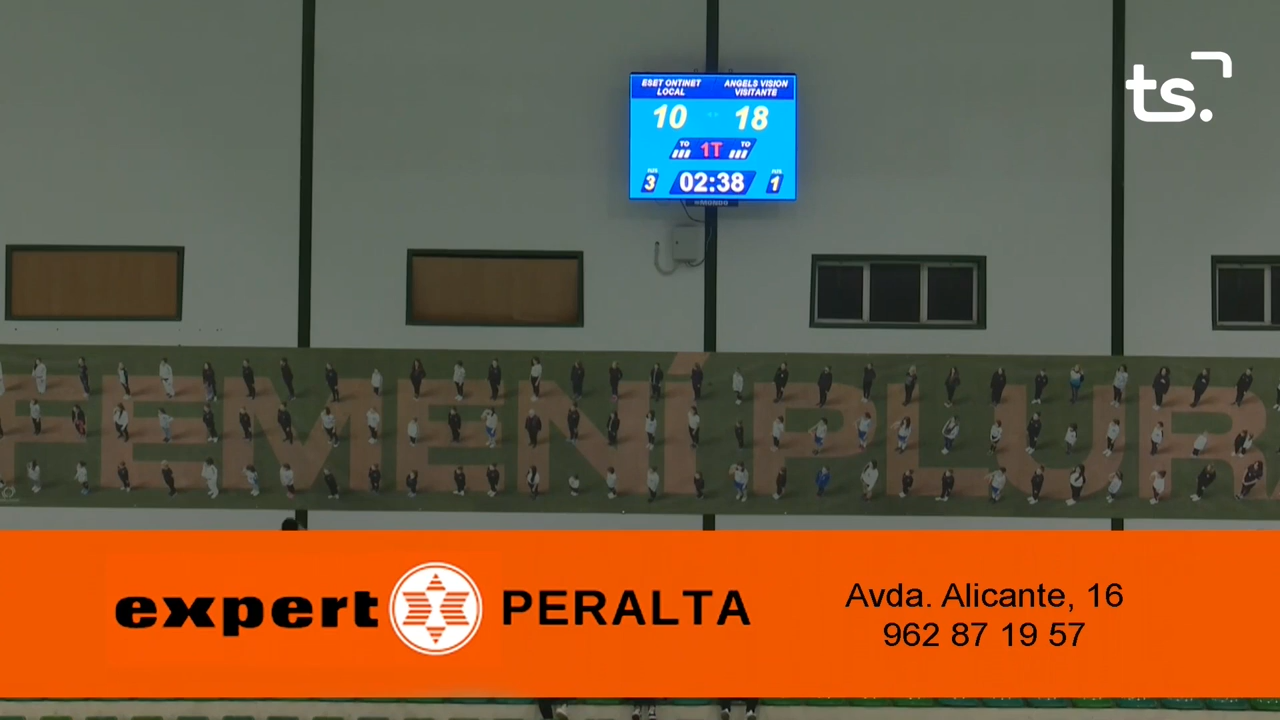 ESET ONTINET
LOCAL
ANGELS VISION
VISITANTE
10
18
TO
1T
TO
3
02:38
1
MONDO
ts.
FEMENÍ PLURA
expert PERALTA
Avda. Alicante, 16
962 87 19 57